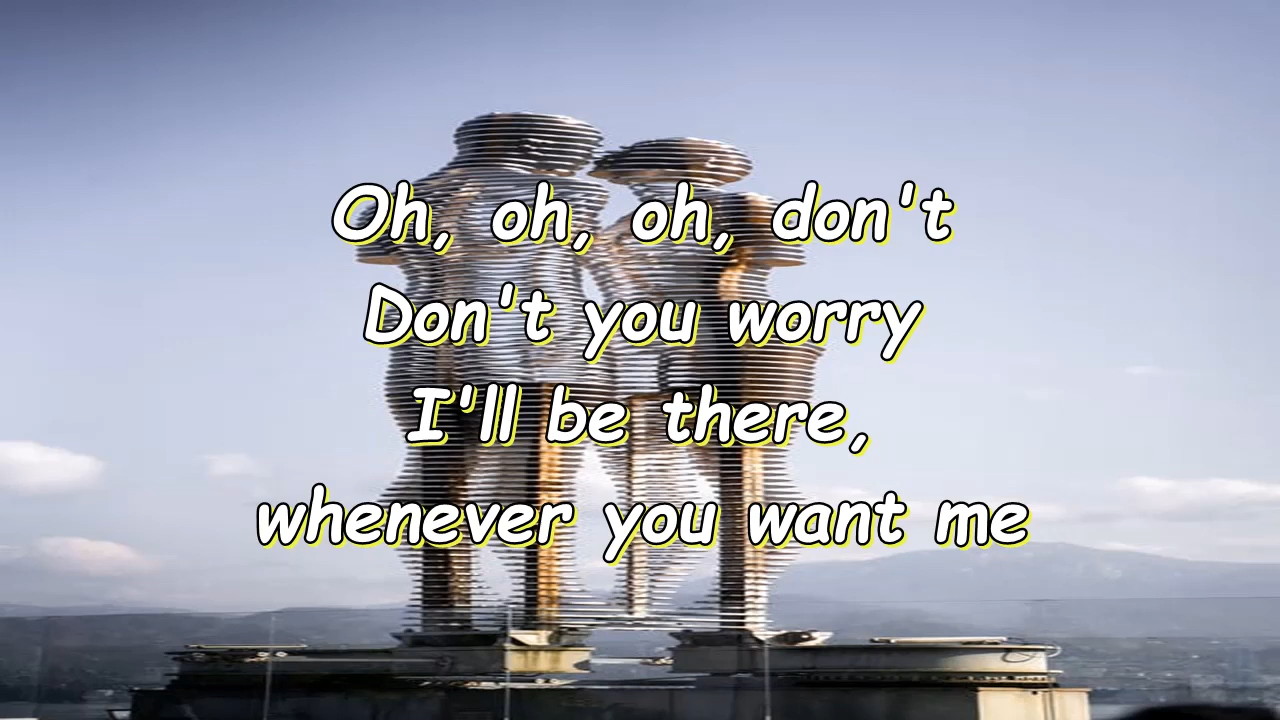 Oh, oh, oh, don't
Don't you worry
I'll be there,
whenever you want me